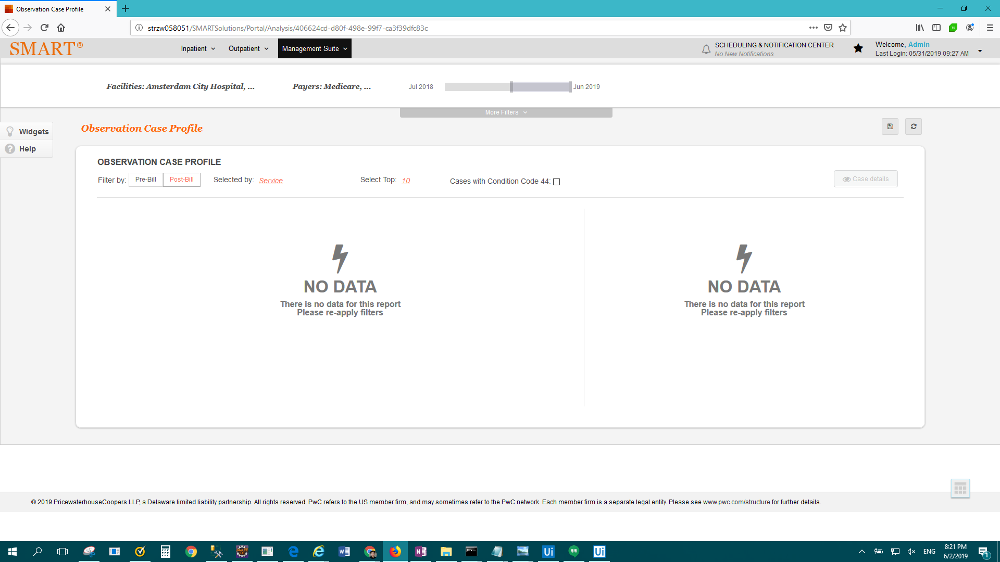 Observation Case Profile
strzw058051/SMARTSolutions/Portal/Analysis/406624cd-d80f-498e-99f7-ca3f39dfc83c
SMART®
Inpatient
Outpatient
Management Suite
SCHEDULING & NOTIFICATION CENTER
No New Notifications
Welcome, Admin
Last Login: 05/31/2019 09:27 AM
Facilities: Amsterdam City Hospital, ...
Payers: Medicare, ...
Jul 2018
Jun 2019
More Filters
Widgets
Help
Observation Case Profile
OBSERVATION CASE PROFILE
Filter by: Pre-Bill Post-Bill
Selected by: Service
Select Top: 10
Cases with Condition Code 44:
Case details
NO DATA
There is no data for this report
Please re-apply filters
NO DATA
There is no data for this report
Please re-apply filters
© 2019 PricewaterhouseCoopers LLP, a Delaware limited liability partnership. All rights reserved. PwC refers to the US member firm, and may sometimes refer to the PwC network. Each member firm is a separate legal entity. Please see www.pwc.com/structure for further details.
Ui
Ui
ENG
8:21 PM
6/2/2019
1